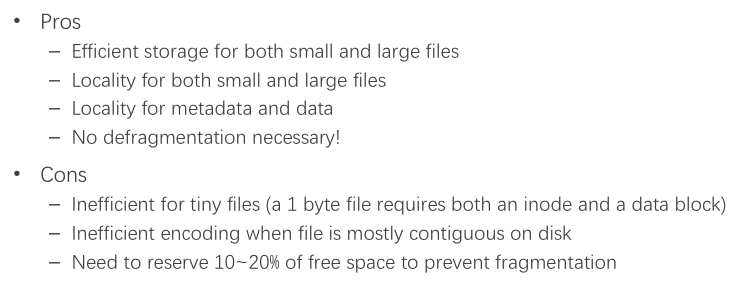 • Pros
– Efficient storage for both small and large files
– Locality for both small and large files
– Locality for metadata and data
– No defragmentation necessary!
• Cons
– Inefficient for tiny files (a 1 byte file requires both an inode and a data block)
– Inefficient encoding when file is mostly contiguous on disk
– Need to reserve 10~20% of free space to prevent fragmentation